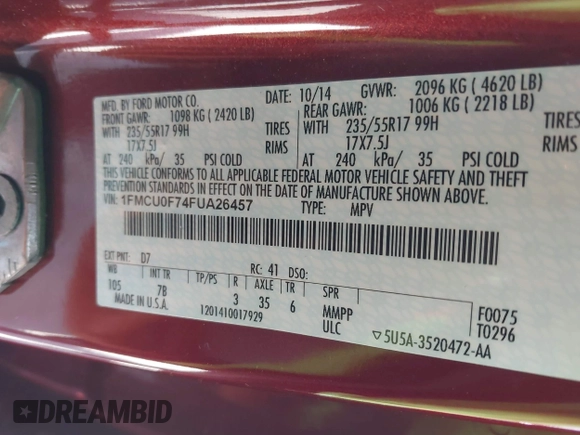 MFD. BY FORD MOTOR CO.
DATE: 10/14 GVWR: 2096 KG ( 4620 LB)
FRONT GAWR: 1098 KG ( 2420 LB) REAR GAWR: 1006 KG ( 2218 LB)
WITH 235/55R17 99H TIRES WITH 235/55R17 99H TIRES
17X7.5J RIMS 17X7.5J RIMS
AT 240 kPa/ 35 PSI COLD AT 240 kPa/ 35 PSI COLD
THIS VEHICLE CONFORMS TO ALL APPLICABLE FEDERAL MOTOR VEHICLE SAFETY AND THEFT
PREVENTION STANDARDS IN EFFECT ON THE DATE OF MANUFACTURE SHOWN ABOVE.
VIN: 1FMCU0F74FUA26457 TYPE: MPV
EXT PNT: D7 RC: 41 DSO:
WB INT TR TP/PS R AXLE TR SPR
105 7B 3 35 6 MMPP F0075
MADE IN U.S.A. 1201410017929 ULC T0296
▽5U5A-3520472-AA
DREAMBID